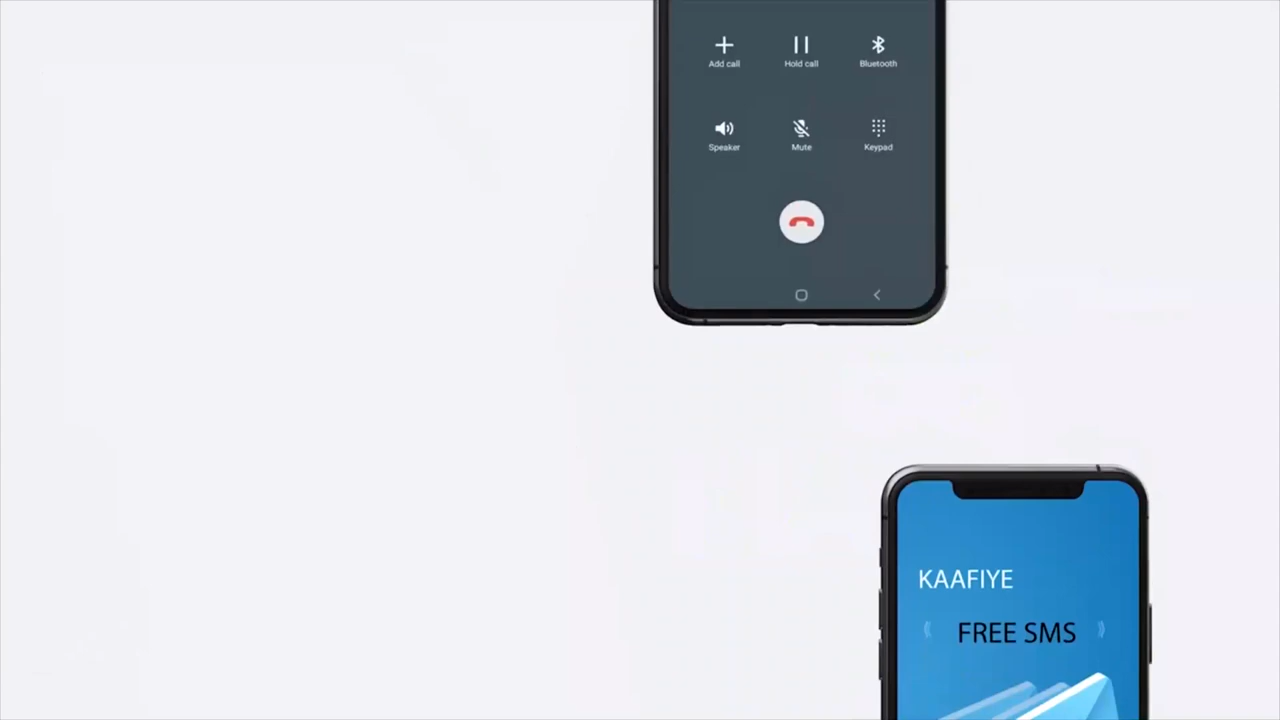 Add call Hold call Bluetooth
Speaker Mute Keypad
KAAFIYE
FREE SMS